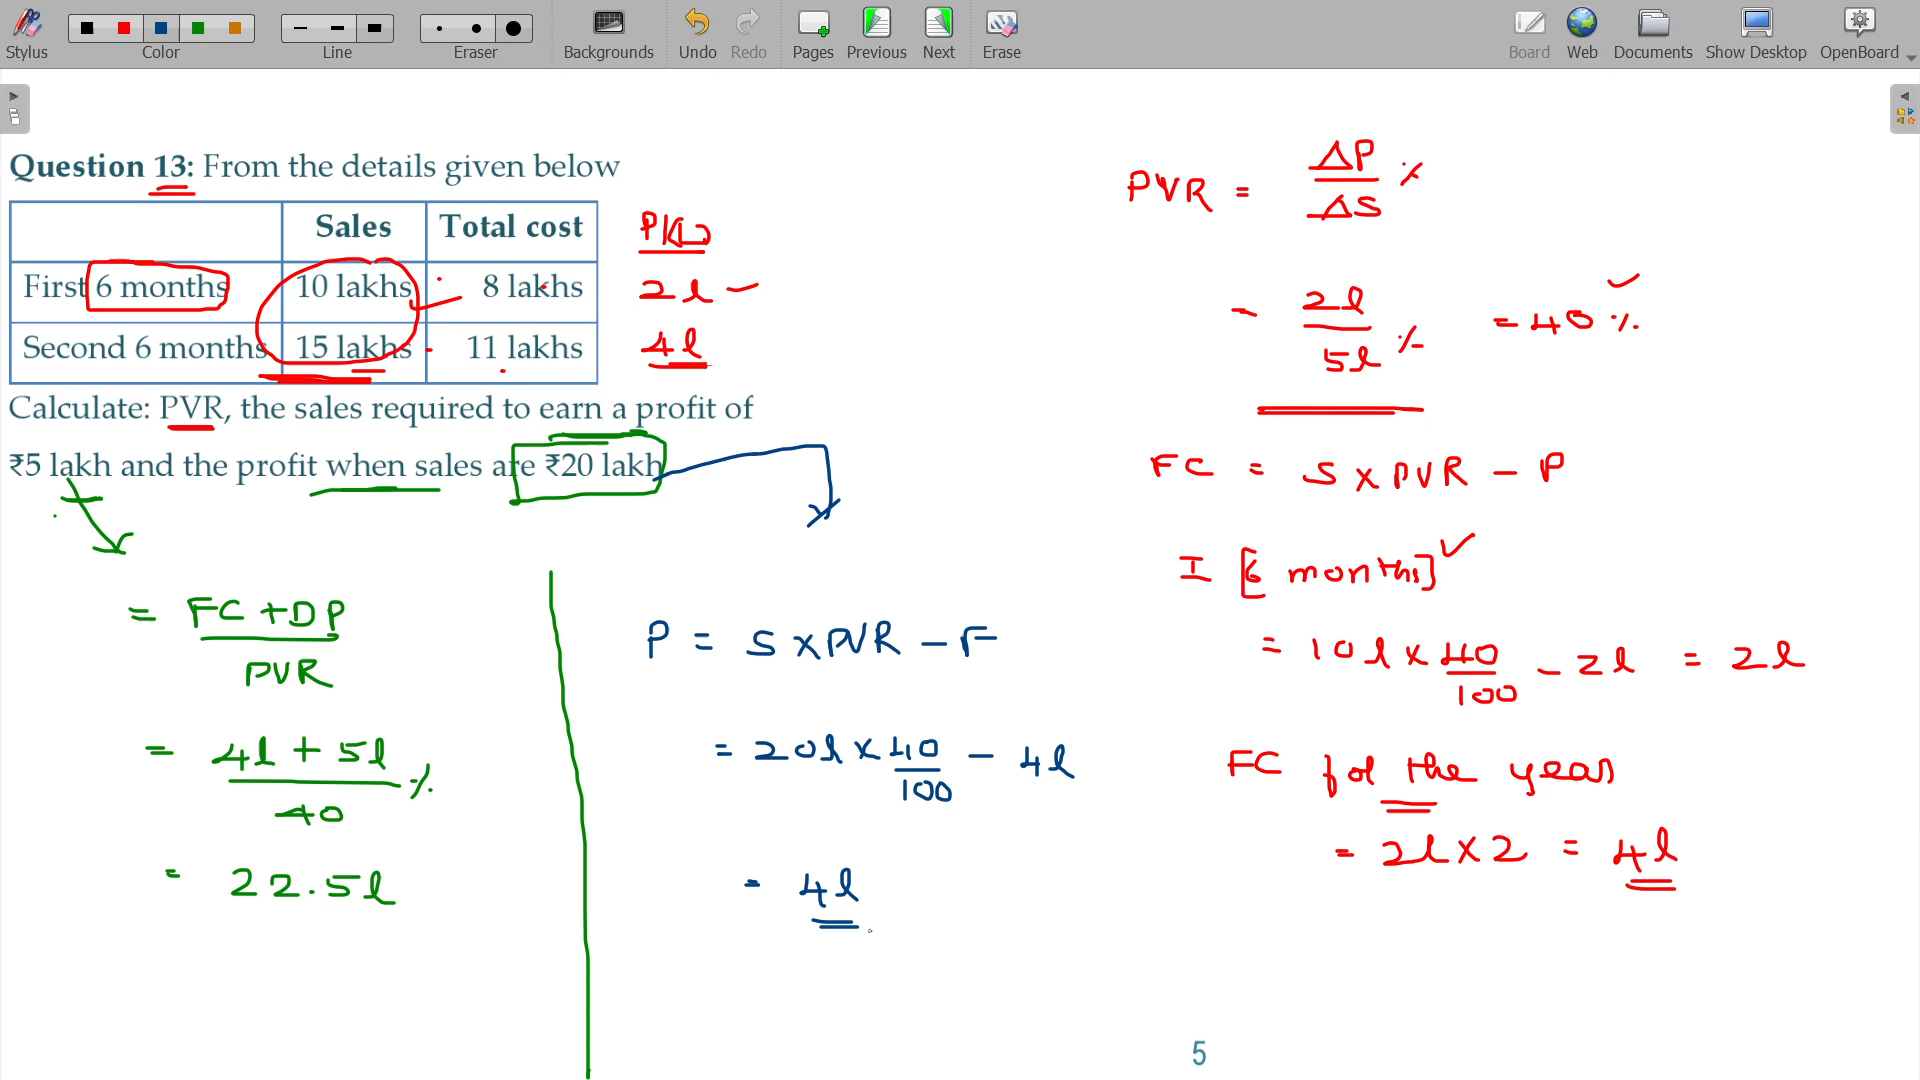 Stylus Color Line Eraser Backgrounds Undo Redo Pages Previous Next Erase Board Web Documents Show Desktop OpenBoard
Question 13: From the details given below
Sales Total cost P/(L)
First 6 months 10 lakhs 8 lakhs 2l
Second 6 months 15 lakhs 11 lakhs 4l
Calculate: PVR, the sales required to earn a profit of
₹5 lakh and the profit when sales are ₹20 lakh
= FC + DP / PVR
= 4l + 5l / 40 %
= 22.5l
P = S x PVR - F
= 20l x 40/100 - 4l
= 4l
PVR = ΔP/ΔS %
= 2l/5l % = 40 %
FC = S x PVR - P
I [6 months]
= 10l x 40/100 - 2l = 2l
FC for the year
= 2l x 2 = 4l
5